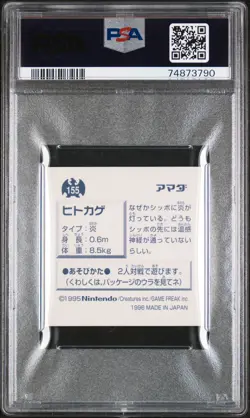 PSA
74873790
155
アマダ
ヒトカゲ
タイプ：炎
身長：0.6m
体重：8.5kg
なぜかシッポに炎が
灯っている。どうも
シッポの先には温感
神経が通っていない
らしい。
●あそびかた● 2人対戦で遊びます。
(くわしくは、パッケージのウラを見てネ)
©1995 Nintendo/Creatures inc./GAME FREAK inc.
1996 MADE IN JAPAN